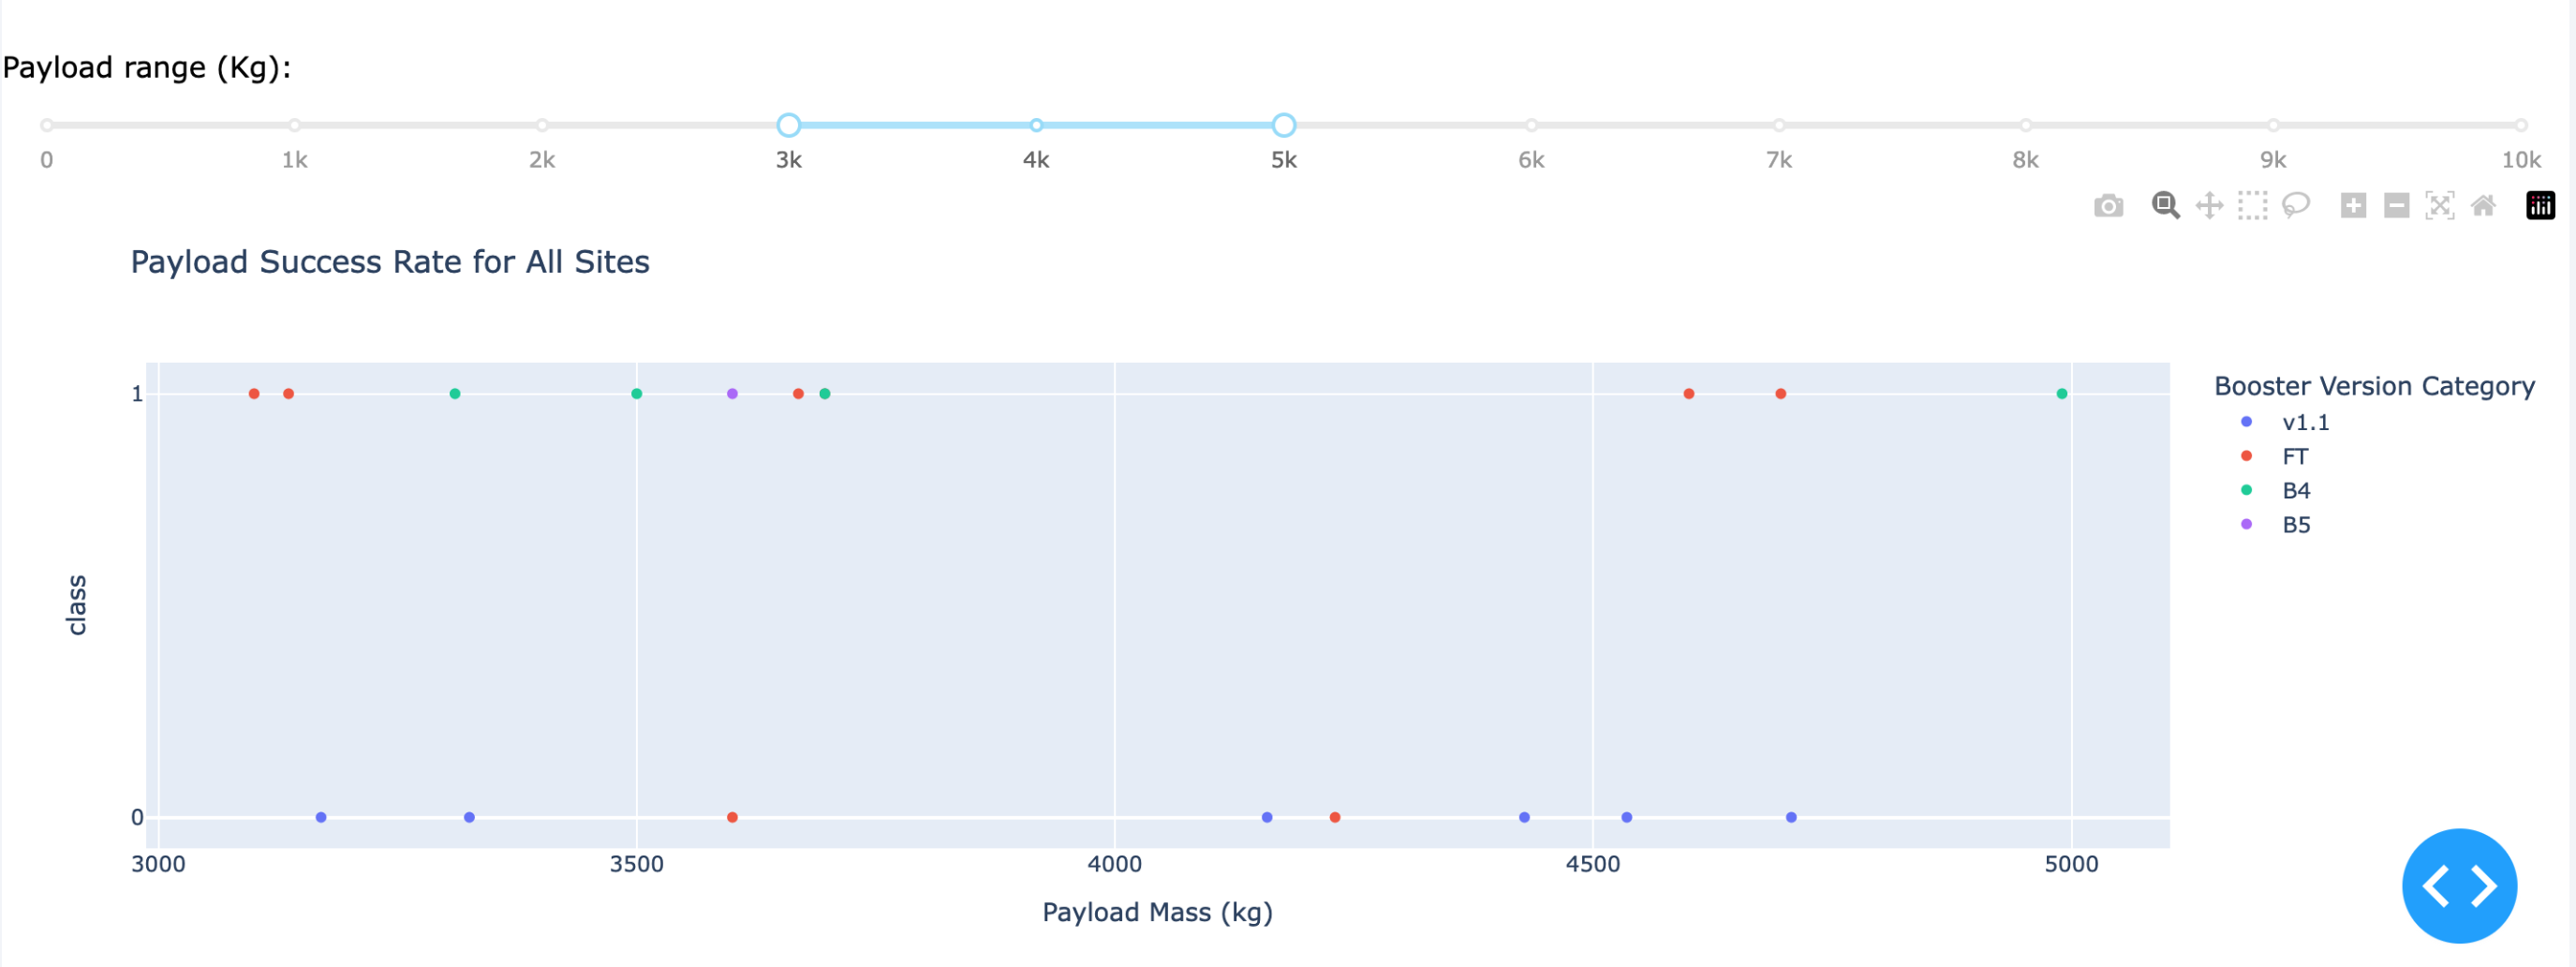 Payload range (Kg):
0 1k 2k 3k 4k 5k 6k 7k 8k 9k 10k
Payload Success Rate for All Sites
Booster Version Category
v1.1
FT
B4
B5
1
class
0
3000 3500 4000 4500 5000
Payload Mass (kg)